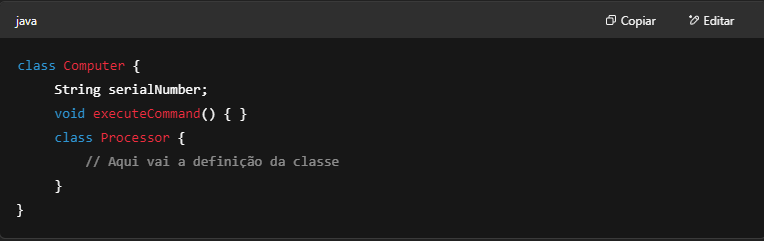 java Copiar Editar
class Computer {
String serialNumber;
void executeCommand() { }
class Processor {
// Aqui vai a definição da classe
}
}